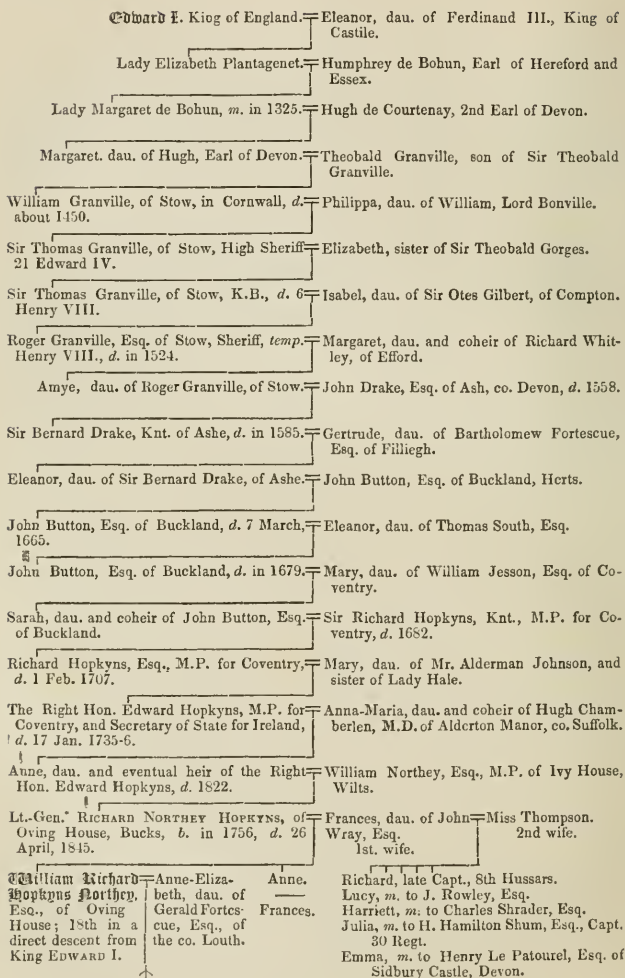 Edward I. King of England.
Eleanor, dau. of Ferdinand III., King of
Castile.
Lady Elizabeth Plantagenet.
Humphrey de Bohun, Earl of Hereford and
Essex.
Lady Margaret de Bohun, m. in 1325.
Hugh de Courtenay, 2nd Earl of Devon.
Margaret. dau. of Hugh, Earl of Devon.
Theobald Granville, son of Sir Theobald
Granville.
William Granville, of Stow, in Cornwall, d.
about 1450.
Philippa, dau. of William, Lord Bonville.
Sir Thomas Granville, of Stow, High Sheriff
21 Edward IV.
Elizabeth, sister of Sir Theobald Gorges.
Sir Thomas Granville, of Stow, K.B., d. 6
Henry VIII.
Isabel, dau. of Sir Otes Gilbert, of Compton.
Roger Granville, Esq. of Stow, Sheriff, temp.
Henry VIII., d. in 1524.
Margaret, dau. and coheir of Richard Whit-
ley, of Efford.
Amye, dau. of Roger Granville, of Stow.
John Drake, Esq. of Ash, co. Devon, d. 1558.
Sir Bernard Drake, Knt. of Ashe, d. in 1585.
Gertrude, dau. of Bartholomew Fortescue,
Esq. of Filliegh.
Eleanor, dau. of Sir Bernard Drake, of Ashe.
John Button, Esq. of Buckland, Herts.
John Button, Esq. of Buckland, d. 7 March,
1665.
Eleanor, dau. of Thomas South, Esq.
John Button, Esq. of Buckland, d. in 1679.
Mary, dau. of William Jesson, Esq. of Co-
ventry.
Sarah, dau. and coheir of John Button, Esq.
of Buckland.
Sir Richard Hopkyns, Knt., M.P. for Co-
ventry, d. 1682.
Richard Hopkyns, Esq., M.P. for Coventry,
d. 1 Feb. 1707.
Mary, dau. of Mr. Alderman Johnson, and
sister of Lady Hale.
The Right Hon. Edward Hopkyns, M.P. for
Coventry, and Secretary of State for Ireland,
d. 17 Jan. 1735-6.
Anna-Maria, dau. and coheir of Hugh Cham-
berlen, M.D. of Alderton Manor, co. Suffolk.
Anne, dau. and eventual heir of the Right
Hon. Edward Hopkyns, d. 1822.
William Northey, Esq., M.P. of Ivy House,
Wilts.
Lt.-Gen. RICHARD NORTHEY HOPKYNS, of
Oving House, Bucks, b. in 1756, d. 26
April, 1845.
Frances, dau. of John
Wray, Esq.
1st. wife.
Miss Thompson.
2nd wife.
William Richard
Hopkyns Northey,
Esq., of Oving
House; 18th in a
direct descent from
King EDWARD I.
Anne-Eliza-
beth, dau. of
Gerald Fortes-
cue, Esq., of
the co. Louth.
Anne.
Frances.
Richard, late Capt., 8th Hussars.
Lucy, m. to J. Rowley, Esq.
Harriett, m: to Charles Shrader, Esq.
Julia, m. to H. Hamilton Shum, Esq., Capt.
30 Regt.
Emma, m. to Henry Le Patourel, Esq. of
Sidbury Castle, Devon.